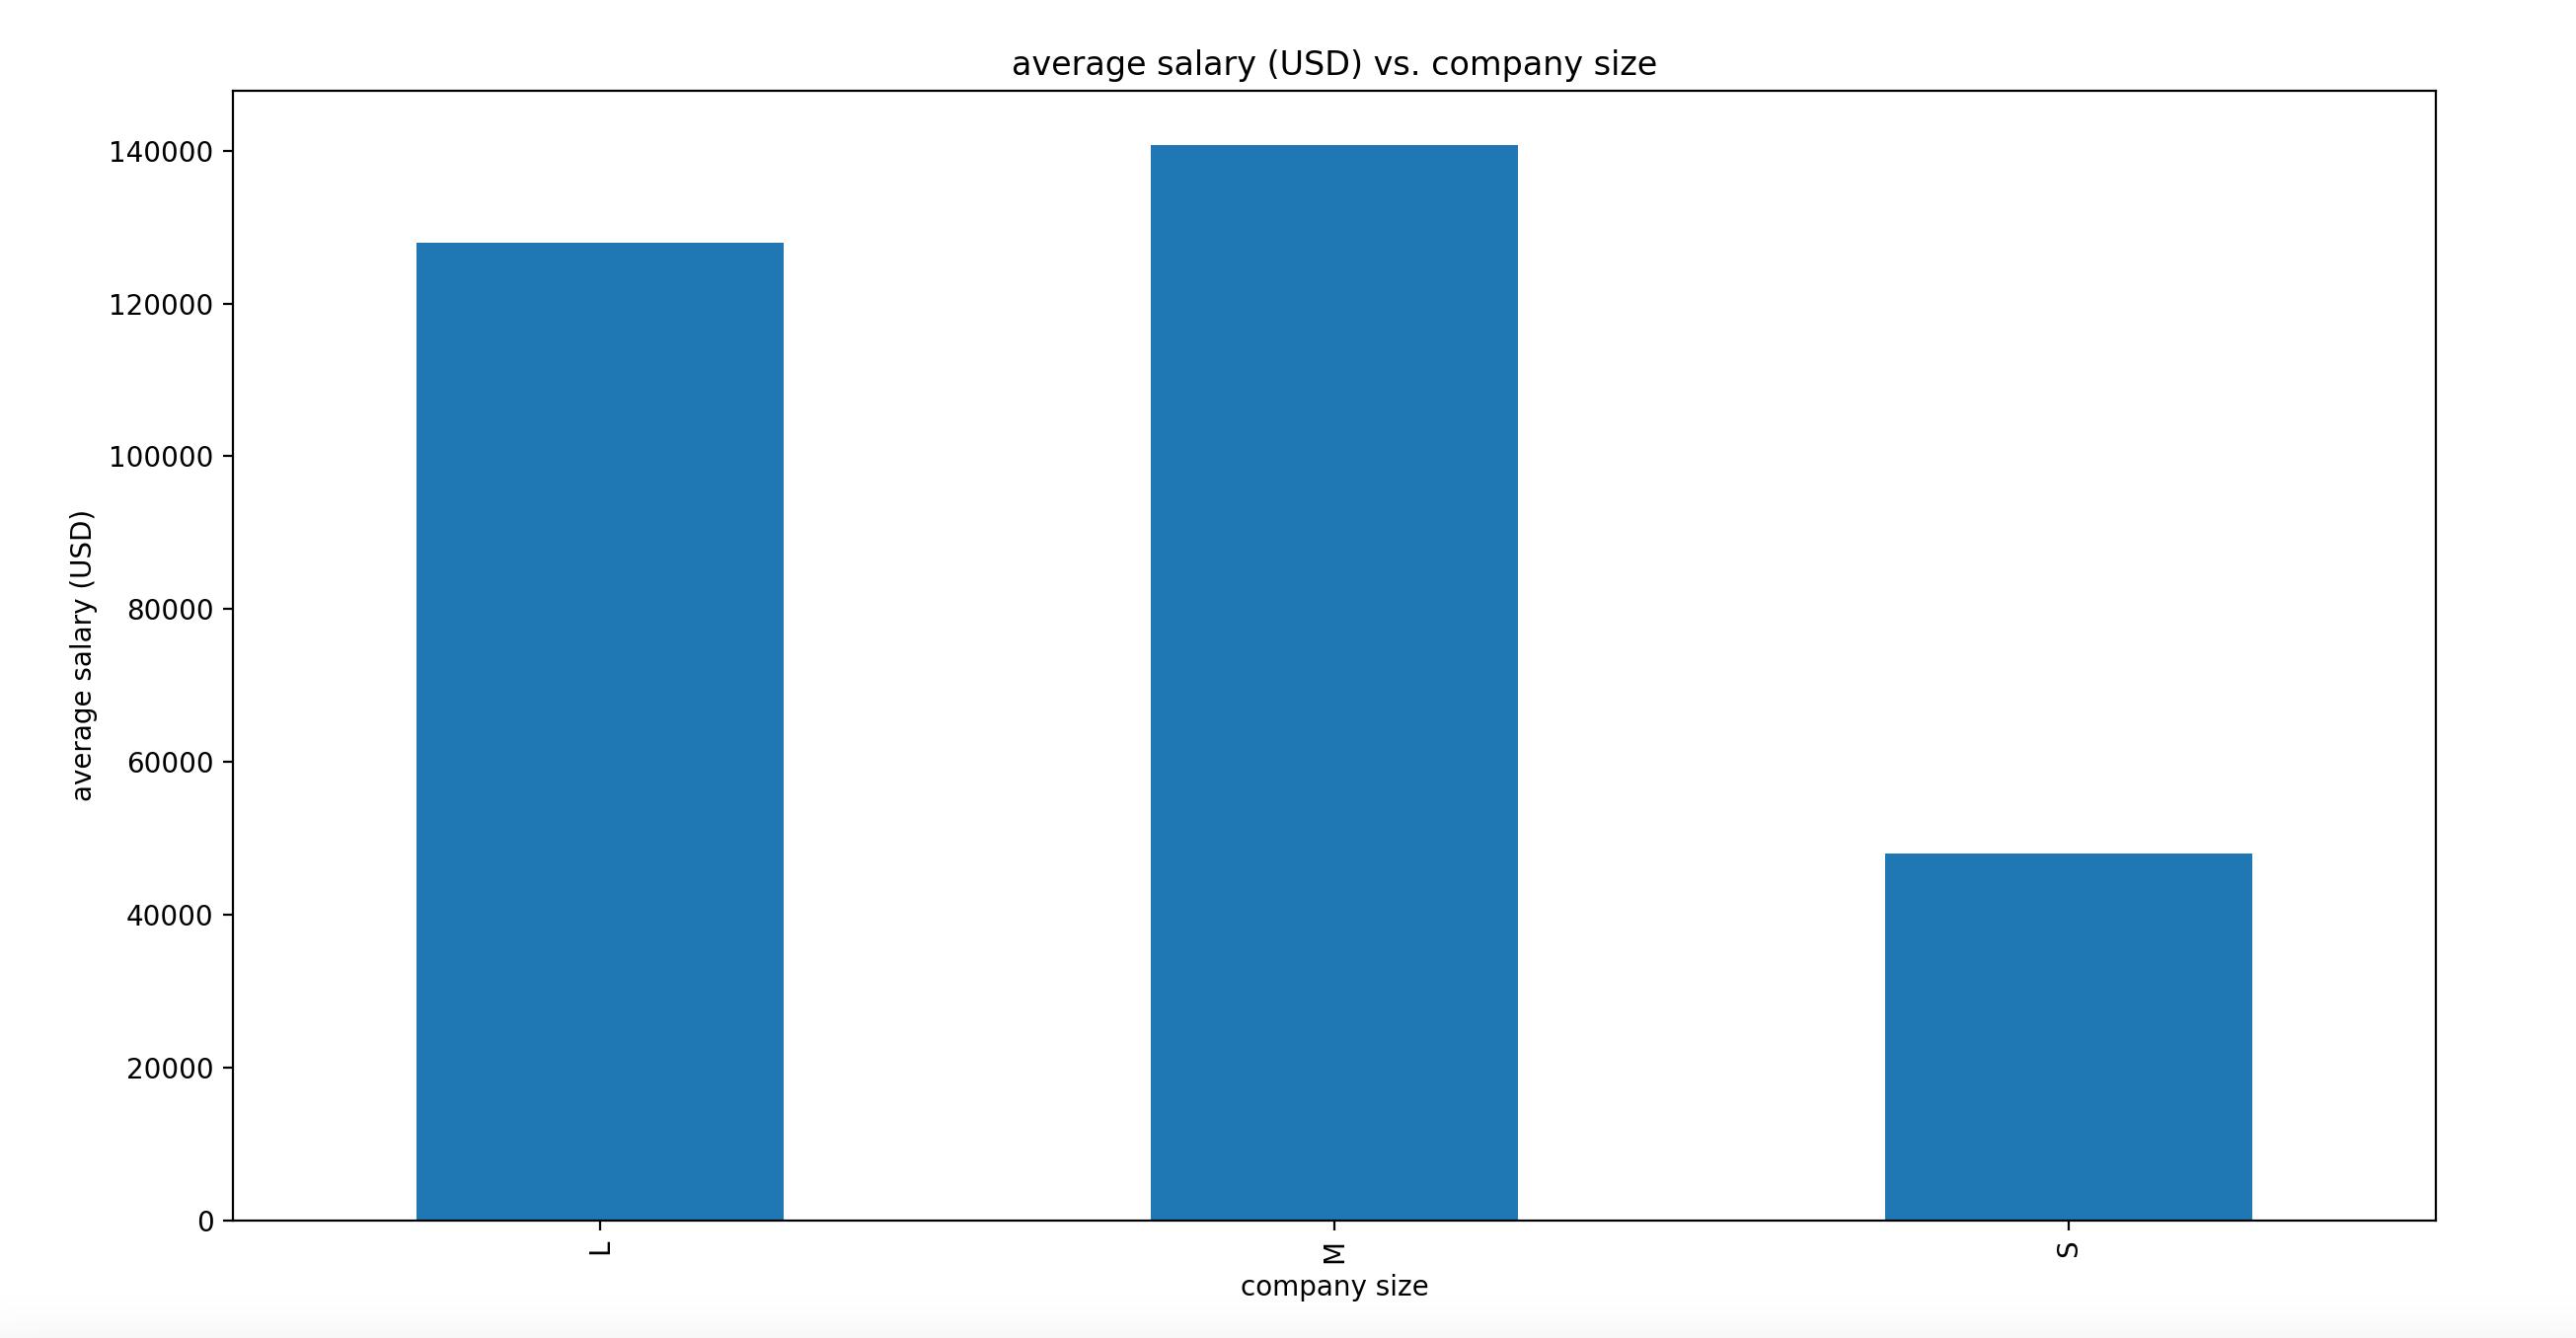 average salary (USD) vs. company size
140000
120000
100000
80000
60000
40000
20000
0
average salary (USD)
L
M
S
company size